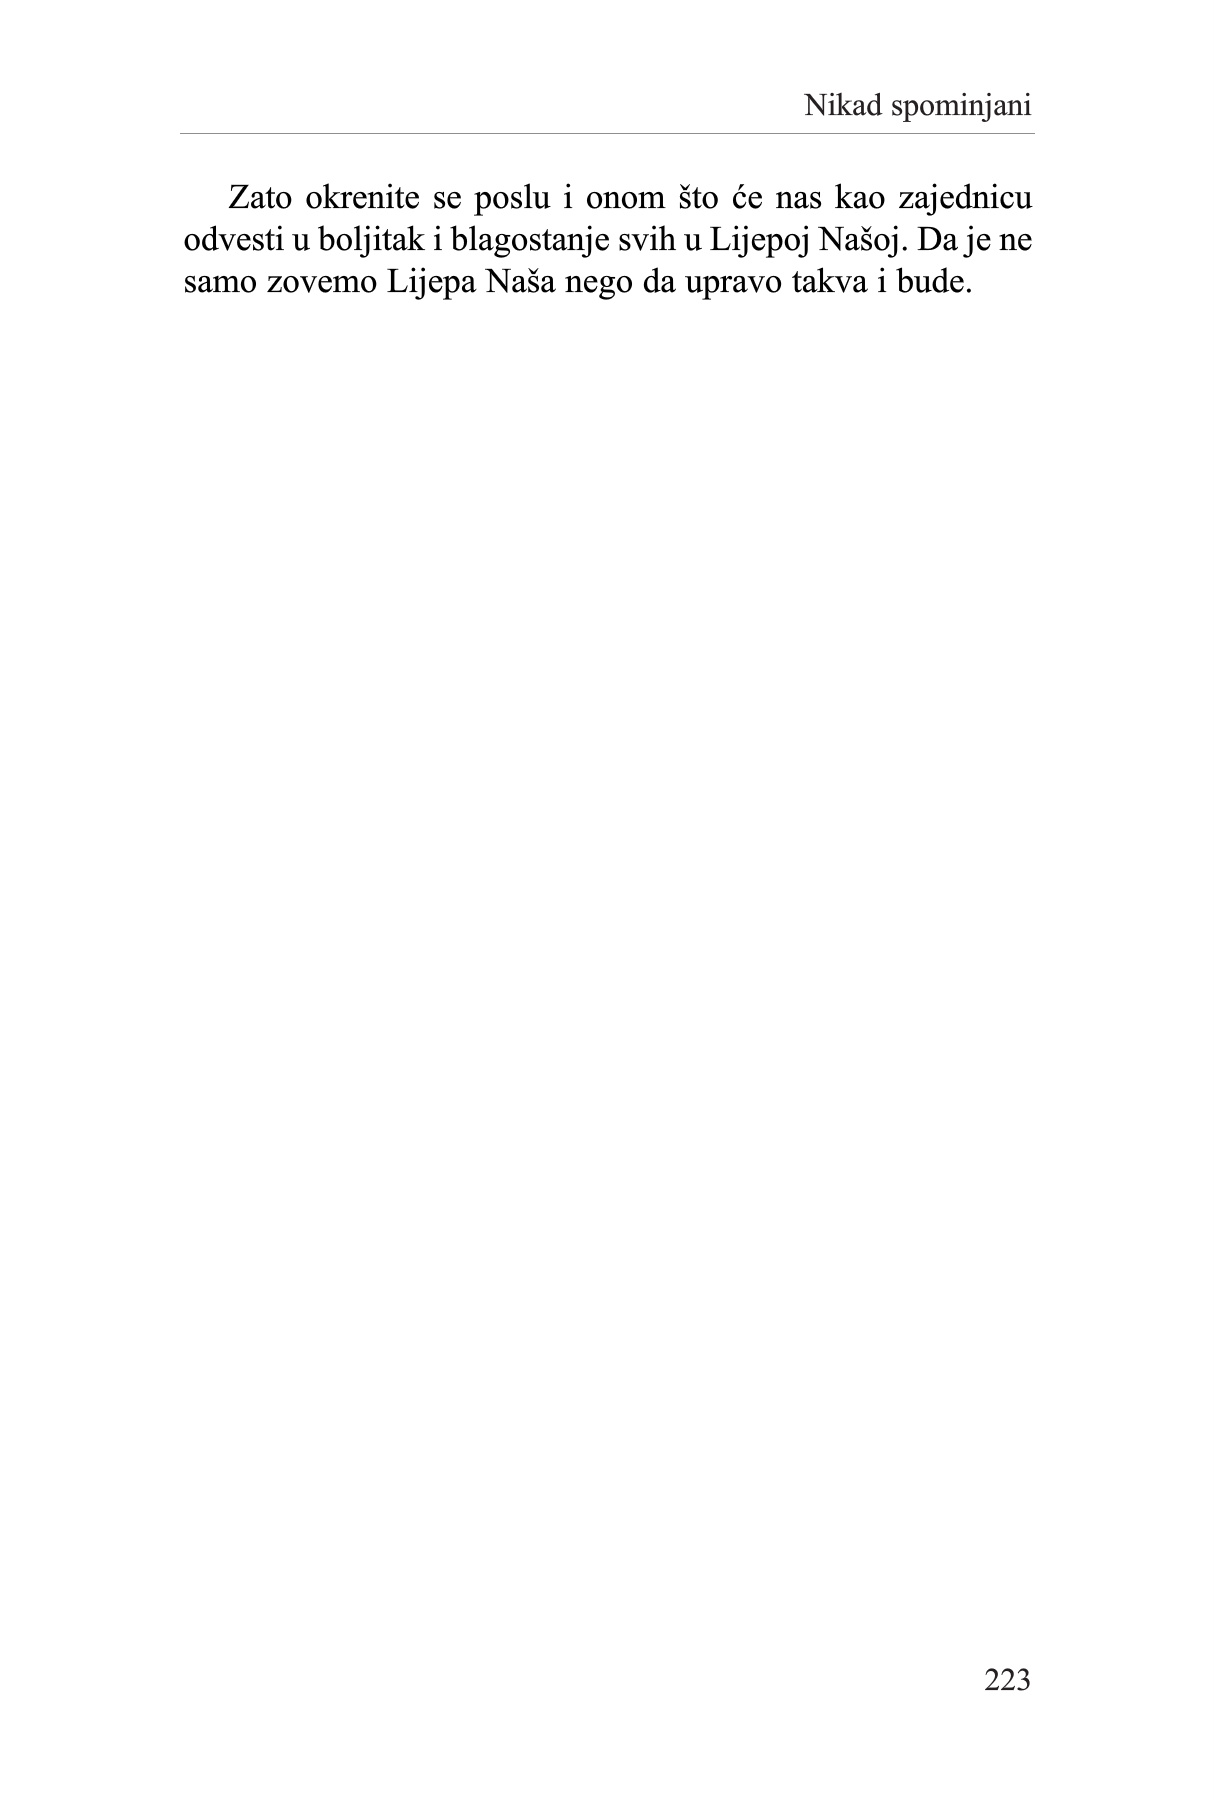 Nikad spominjani
Zato okrenite se poslu i onom što će nas kao zajednicu
odvesti u boljitak i blagostanje svih u Lijepoj Našoj. Da je ne
samo zovemo Lijepa Naša nego da upravo takva i bude.
223